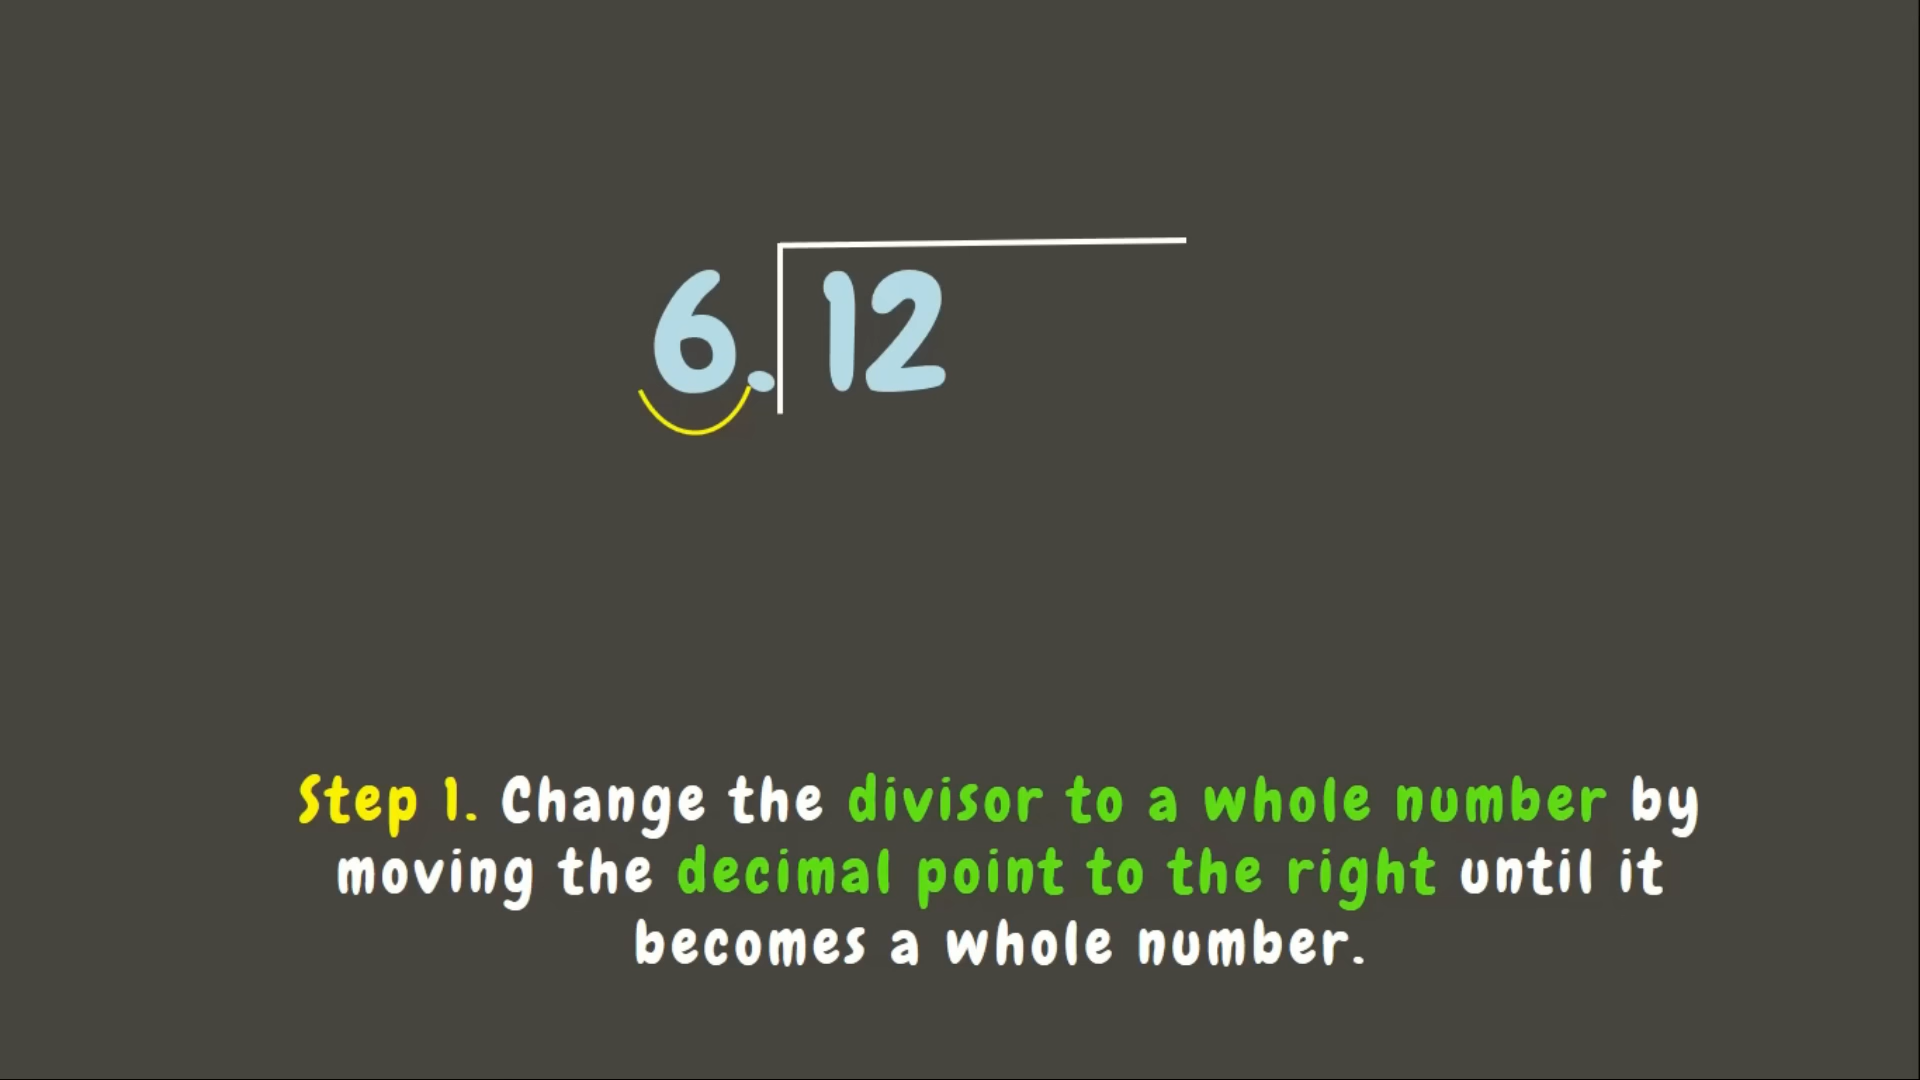 6. 12
Step 1. Change the divisor to a whole number by
moving the decimal point to the right until it
becomes a whole number.